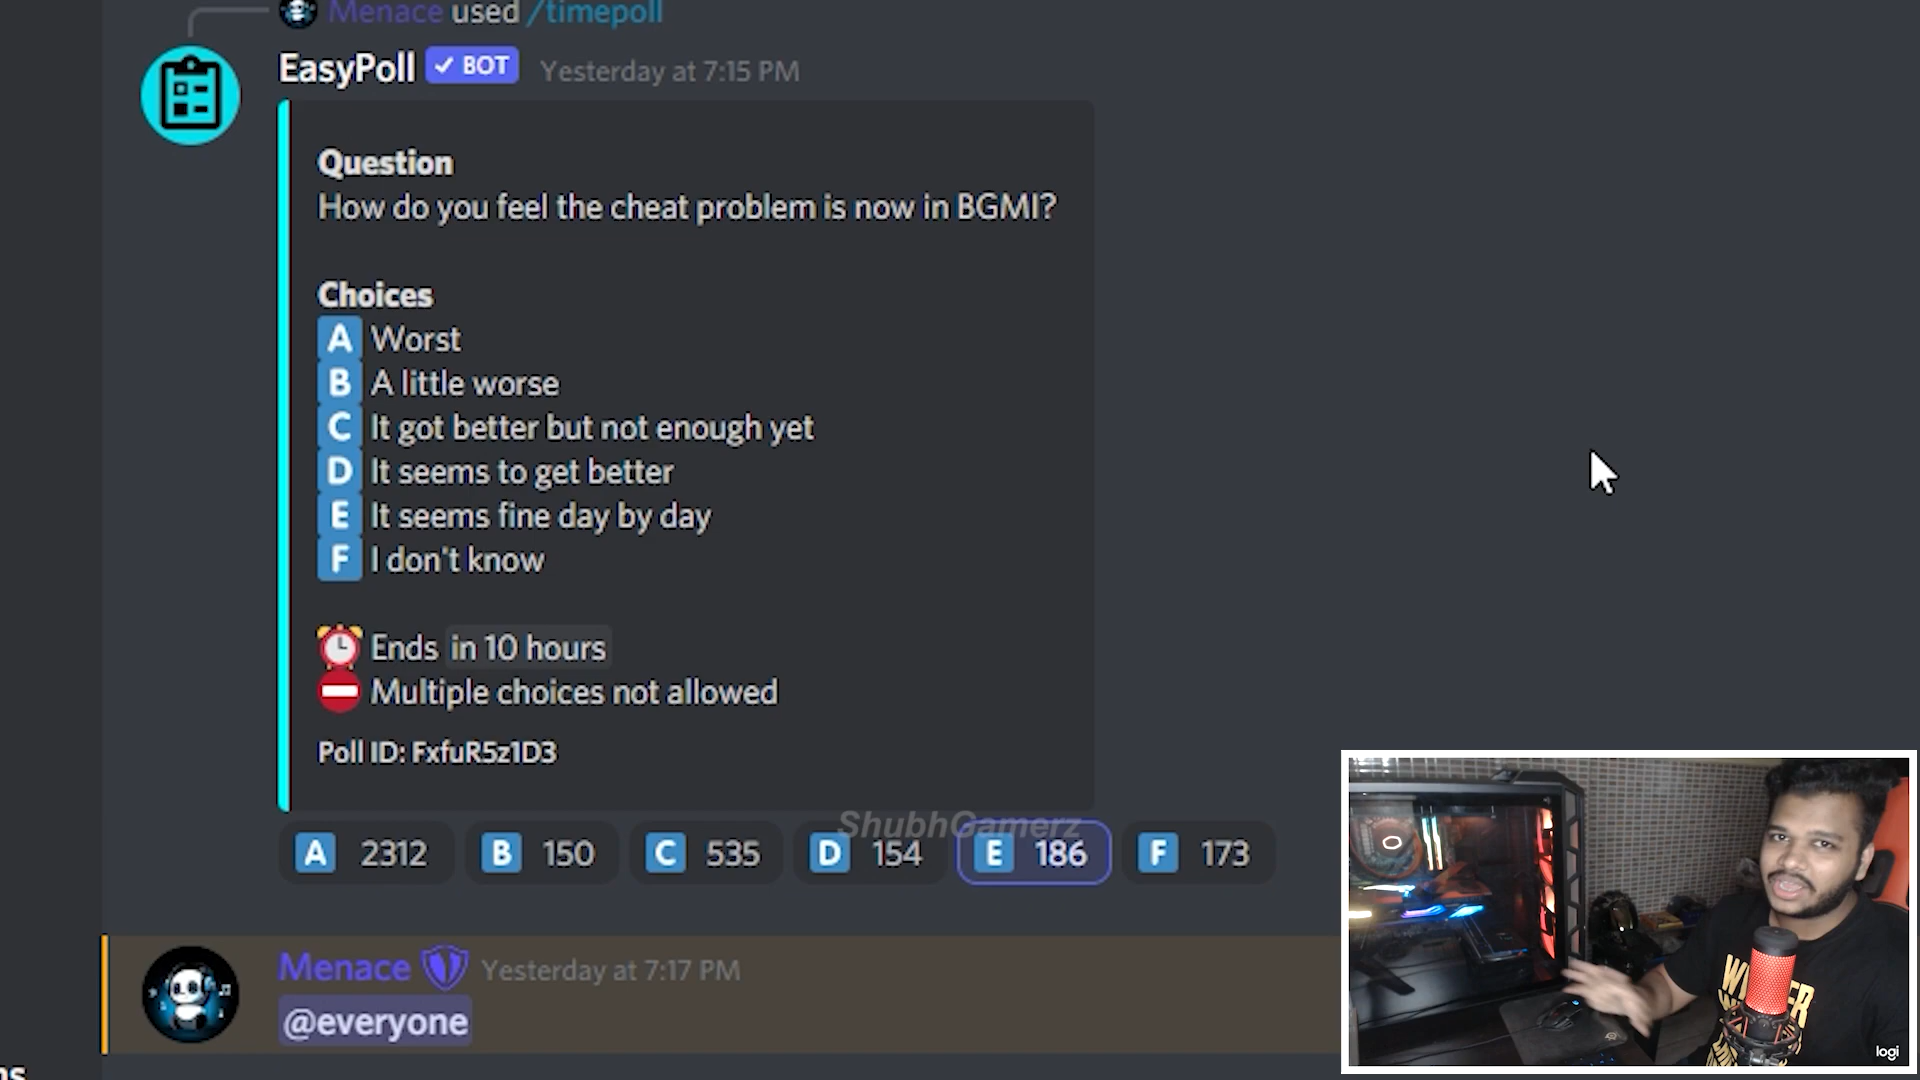 Menace used /timepoll
EasyPoll ✓ BOT Yesterday at 7:15 PM
Question
How do you feel the cheat problem is now in BGMI?
Choices
A Worst
B A little worse
C It got better but not enough yet
D It seems to get better
E It seems fine day by day
F I don't know
Ends in 10 hours
Multiple choices not allowed
Poll ID: FxfuR5z1D3
ShubhGamerz
A 2312 B 150 C 535 D 154 E 186 F 173
Menace Yesterday at 7:17 PM
@everyone
logi